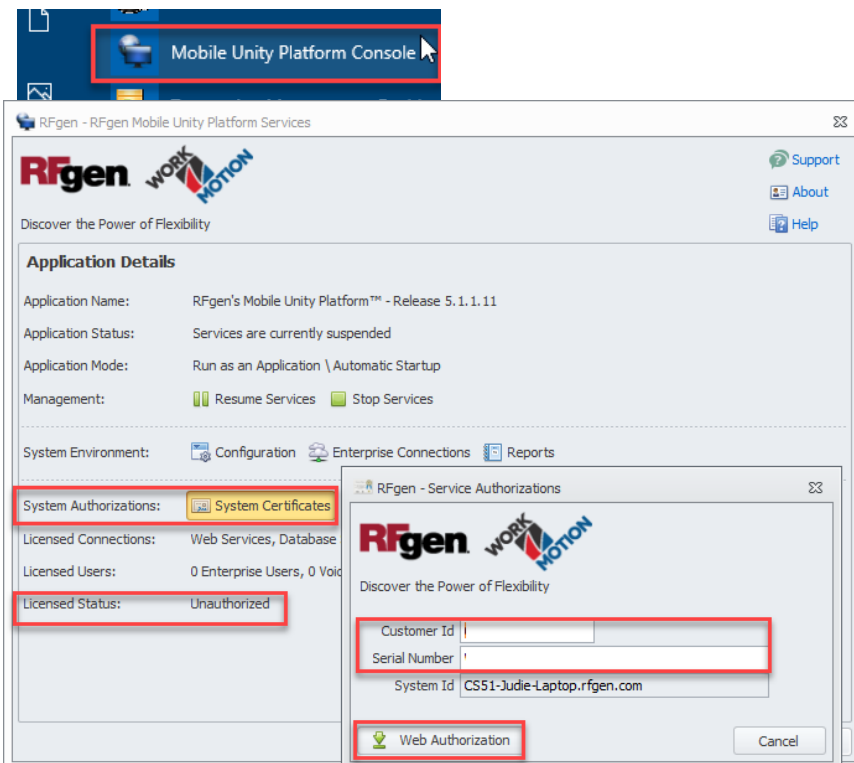 Mobile Unity Platform Console
RFgen - RFgen Mobile Unity Platform Services
RFgen WORK MOTION
Support
About
Discover the Power of Flexibility
Help
Application Details
Application Name: RFgen's Mobile Unity Platform™ - Release 5.1.1.11
Application Status: Services are currently suspended
Application Mode: Run as an Application \ Automatic Startup
Management: Resume Services Stop Services
System Environment: Configuration Enterprise Connections Reports
System Authorizations: System Certificates
Licensed Connections: Web Services, Database
Licensed Users: 0 Enterprise Users, 0
Licensed Status: Unauthorized
RFgen - Service Authorizations
RFgen WORK MOTION
Discover the Power of Flexibility
Customer Id
Serial Number
System Id CS51-Judie-Laptop.rfgen.com
Web Authorization
Cancel